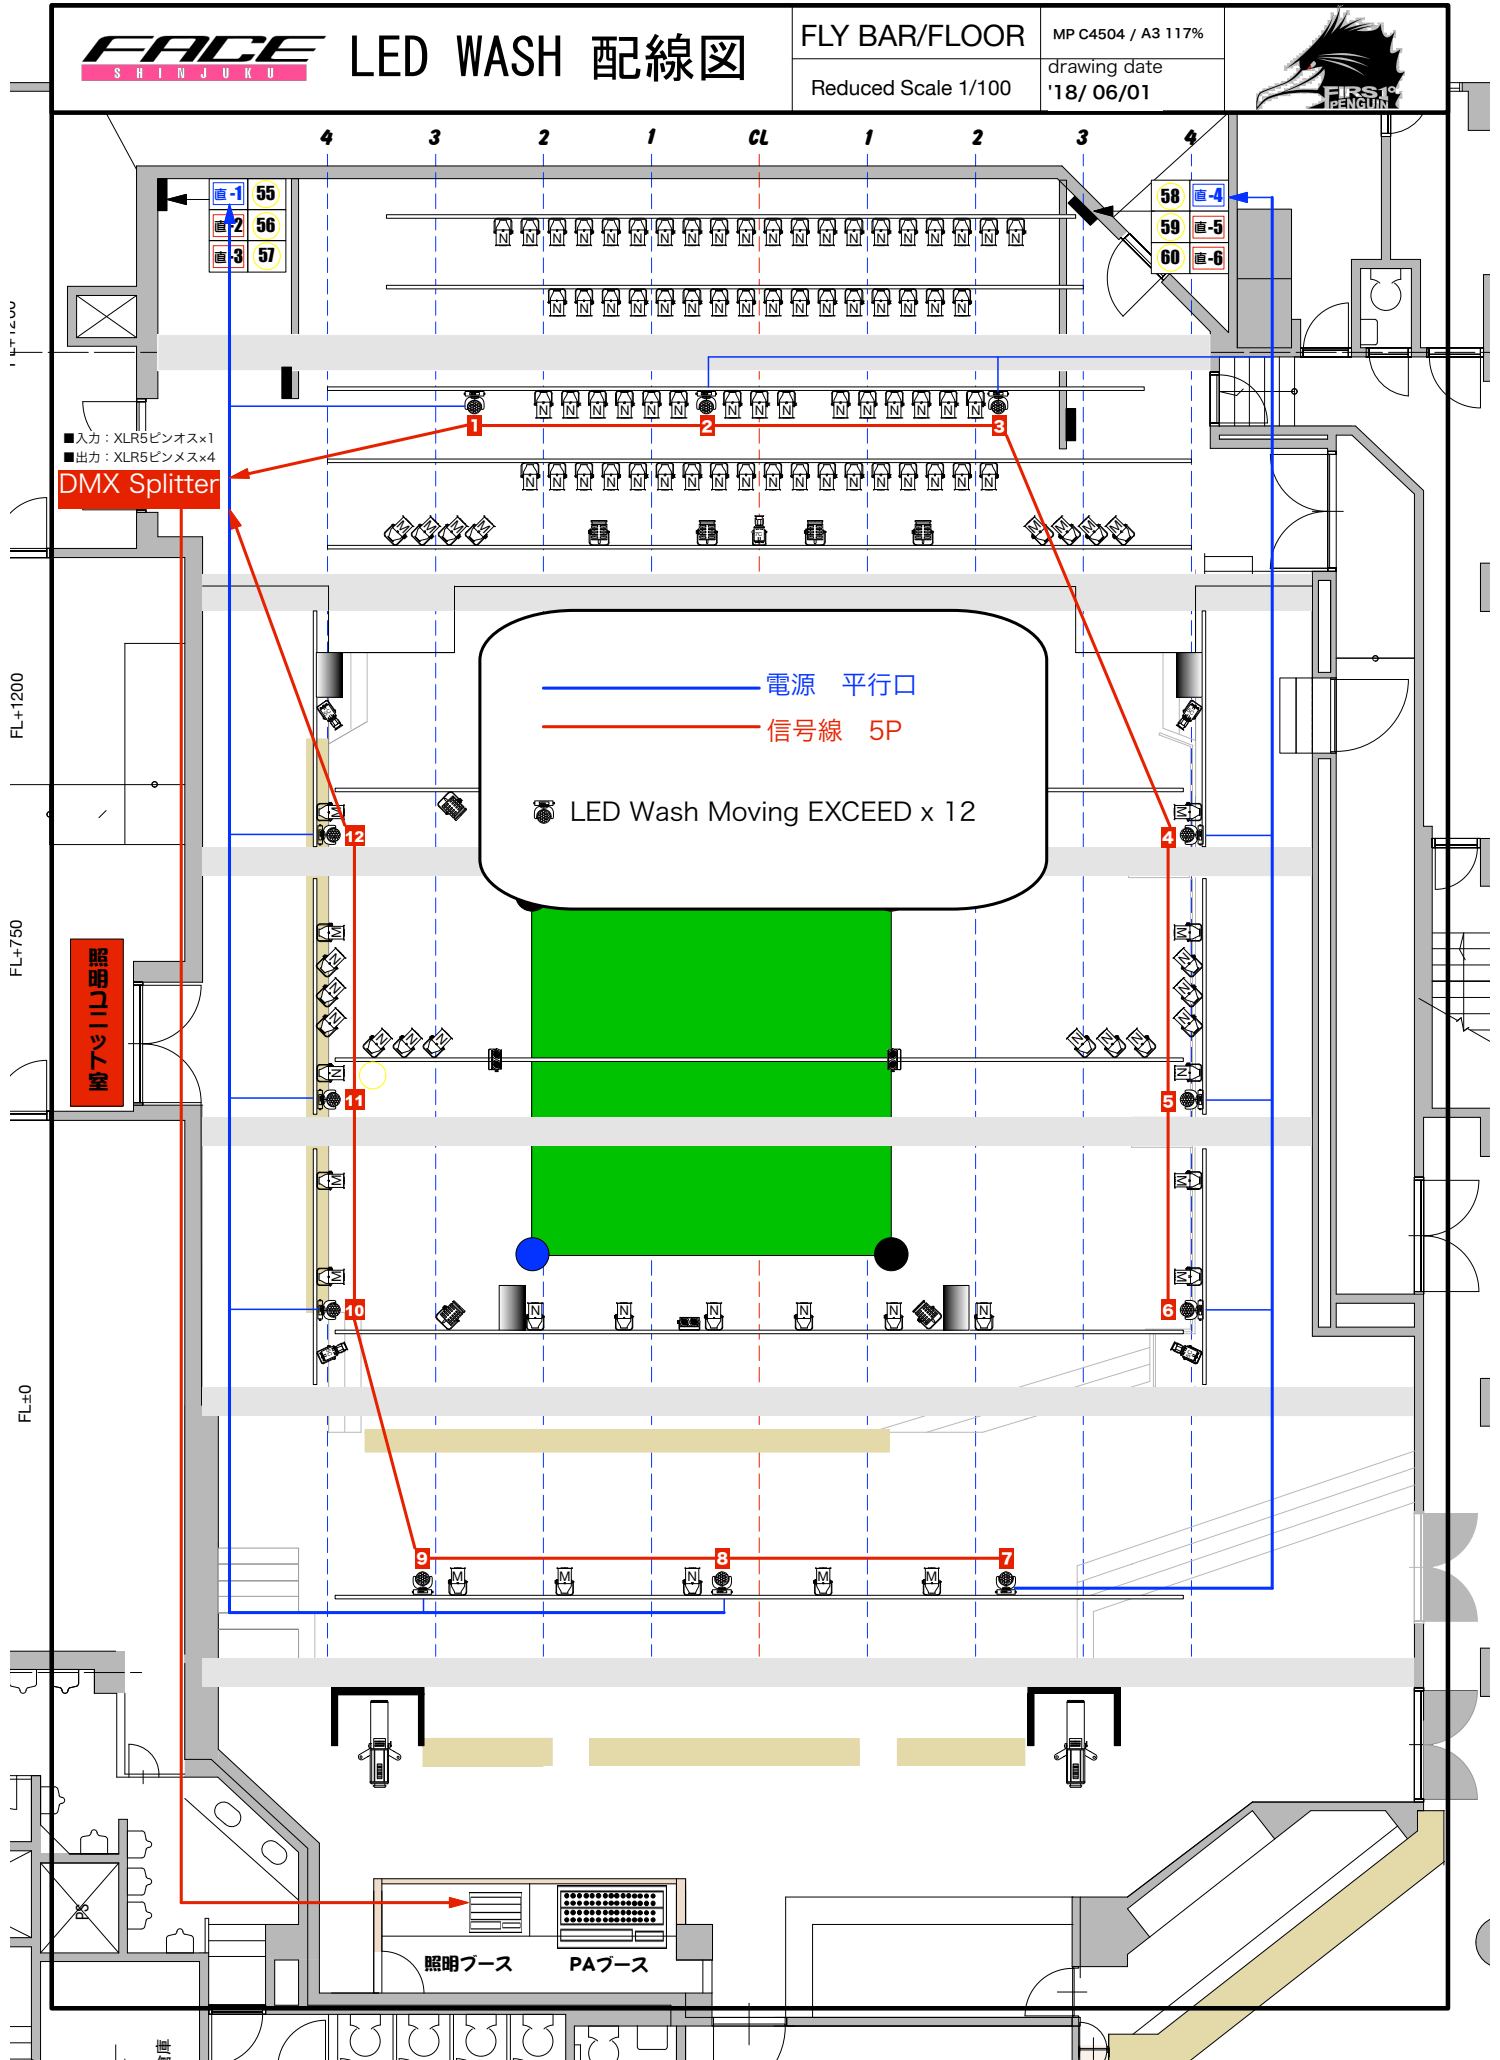 FACE
SHINJUKU
LED WASH 配線図
FLY BAR/FLOOR
Reduced Scale 1/100
MP C4504 / A3 117%
drawing date
'18/ 06/01
FIRST
PENGUIN
4 3 2 1 CL 1 2 3 4
直-1 55
直-2 56
直-3 57
58 直-4
59 直-5
60 直-6
N N N N N N N N N N N N N N N N N N N N
N N N N N N N N N N N N N N N N
FL+1200
N N N N N N N N N N N N N N N
1 2 3
■入力：XLR5ピンオス×1
■出力：XLR5ピンメス×4
DMX Splitter
N N N N N N N N N N N N N N N N N N
M M M M M M M M
電源　平行口
信号線　5P
LED Wash Moving EXCEED x 12
FL+1200
M M
12 4
FL+750
照明ユニット室
M M
N N
N N
N N
N N N N N N
N N
11 5
M M
M M
10 6
N N N N N N
FL±0
9 8 7
M M N M M
PS
照明ブース
PAブース